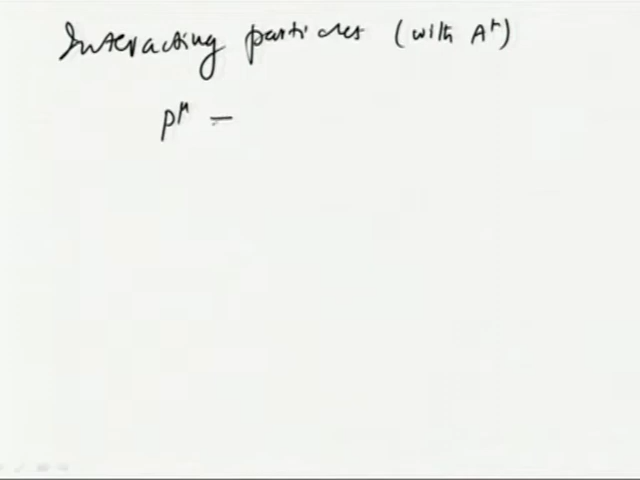 Interacting particles (with A^μ)
p^μ —